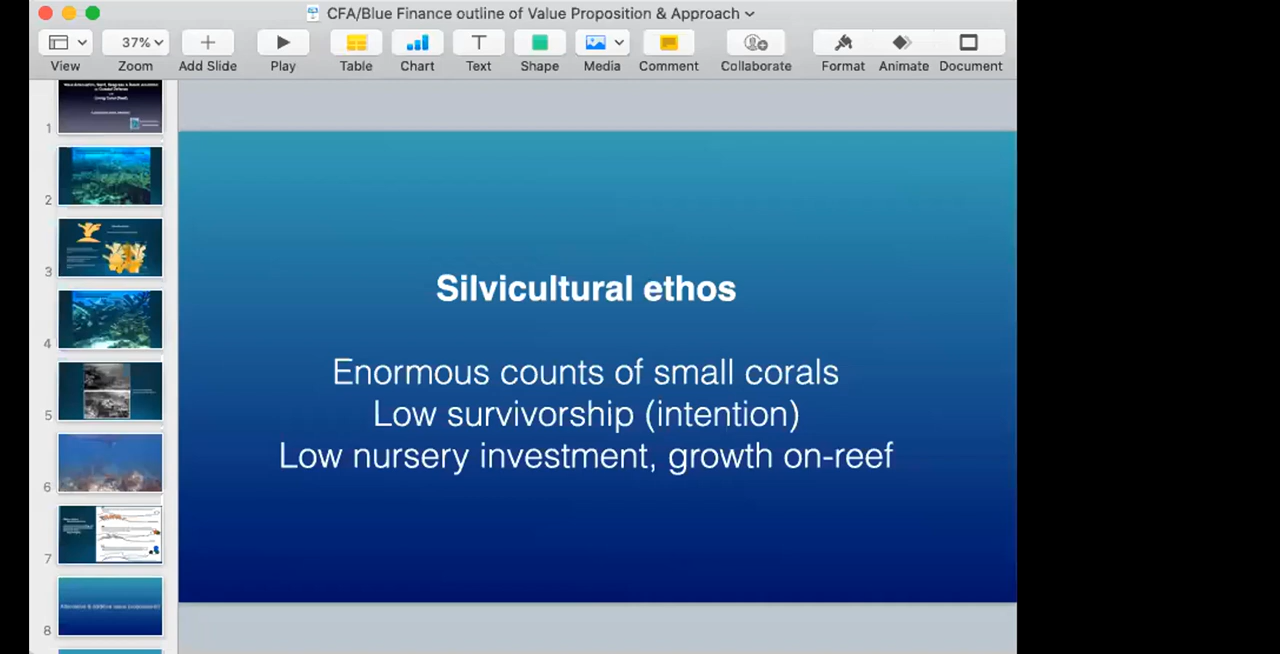 CFA/Blue Finance outline of Value Proposition & Approach
37%
View
Zoom
Add Slide
Play
Table
Chart
Text
Shape
Media
Comment
Collaborate
Format
Animate
Document
1
2
3
4
5
6
7
8
Silvicultural ethos
Enormous counts of small corals
Low survivorship (intention)
Low nursery investment, growth on-reef